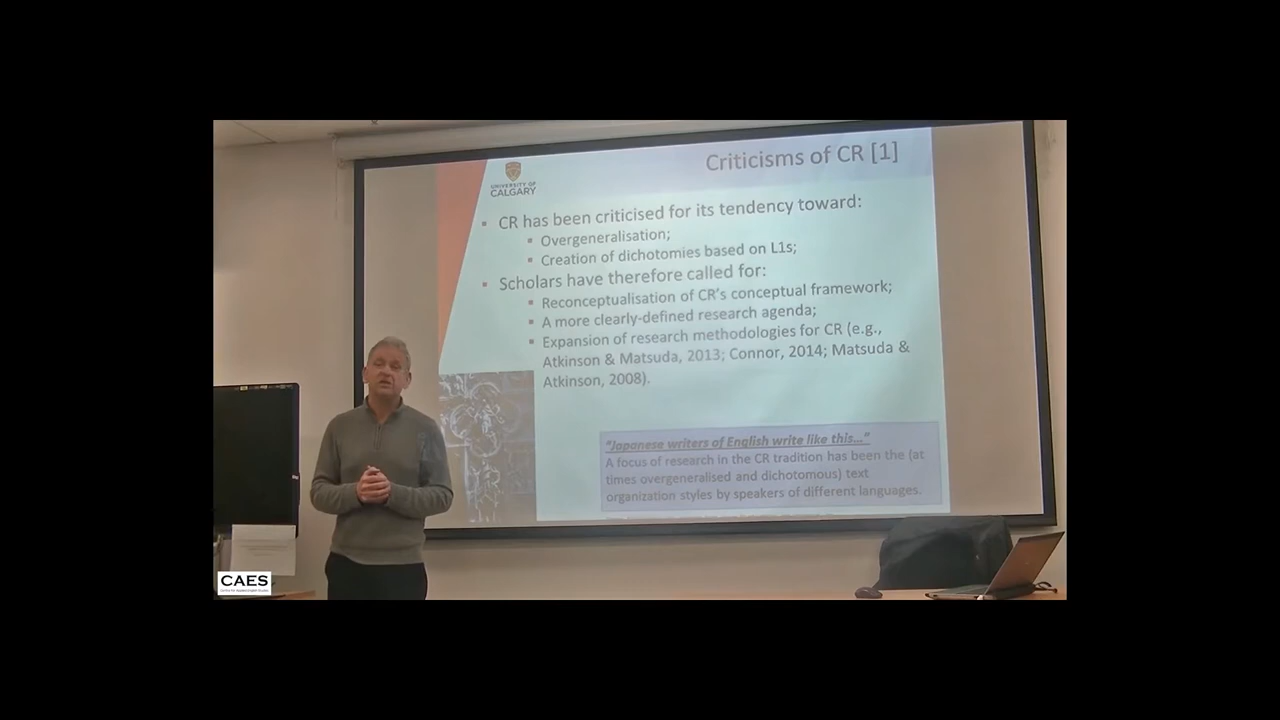 Criticisms of CR [1]
UNIVERSITY OF
CALGARY
▪ CR has been criticised for its tendency toward:
▪ Overgeneralisation;
▪ Creation of dichotomies based on L1s;
▪ Scholars have therefore called for:
▪ Reconceptualisation of CR's conceptual framework;
▪ A more clearly-defined research agenda;
▪ Expansion of research methodologies for CR (e.g.,
Atkinson & Matsuda, 2013; Connor, 2014; Matsuda &
Atkinson, 2008).
"Japanese writers of English write like this…"
A focus of research in the CR tradition has been the (at
times overgeneralised and dichotomous) text
organization styles by speakers of different languages.
CAES